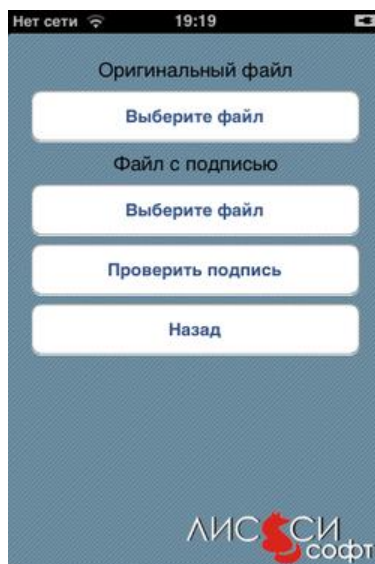 Нет сети 19:19
Оригинальный файл
Выберите файл
Файл с подписью
Выберите файл
Проверить подпись
Назад
ЛИССИ
софт